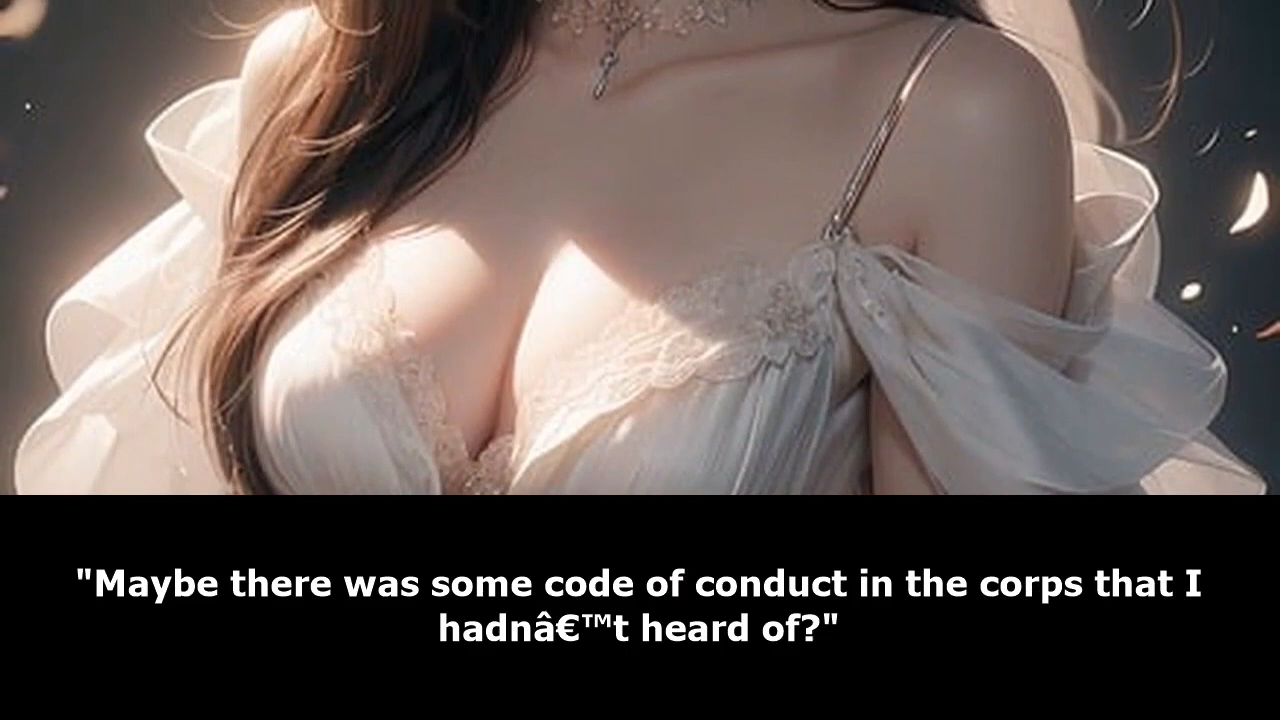 "Maybe there was some code of conduct in the corps that I
hadnâ€™t heard of?"